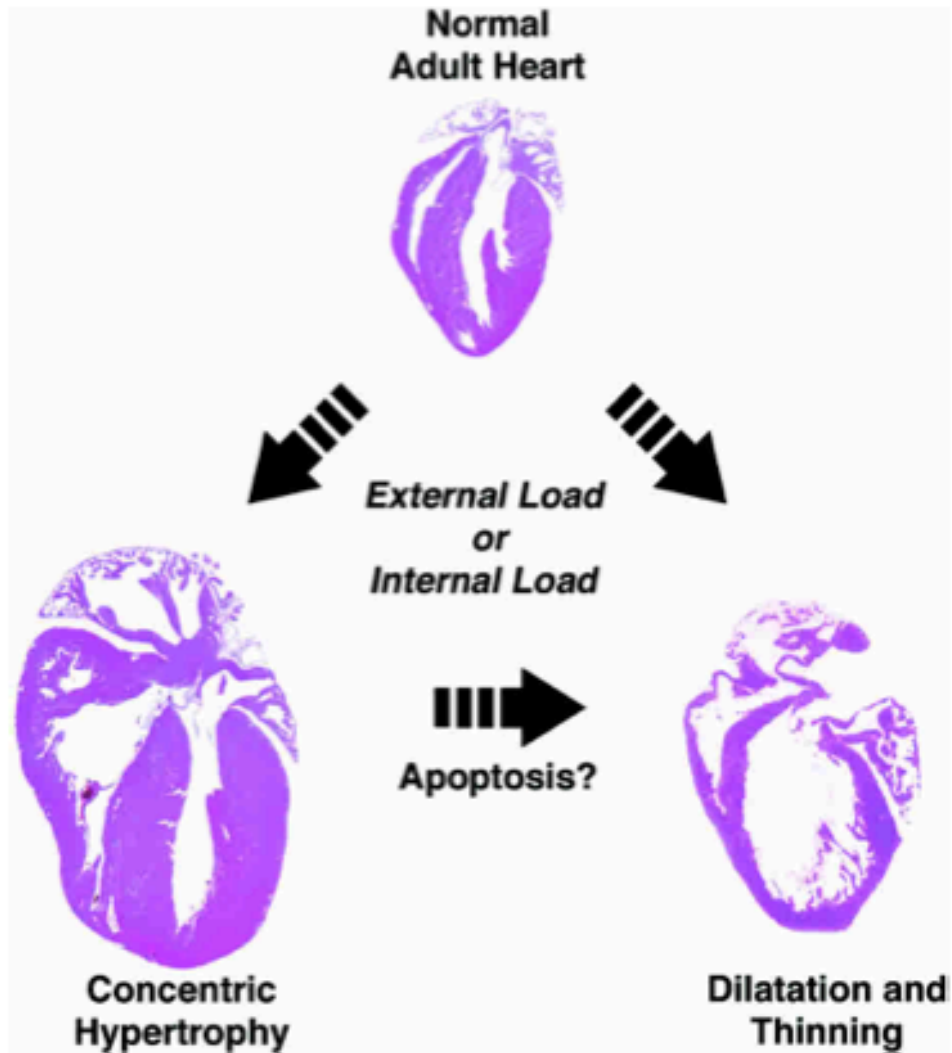 Normal
Adult Heart
External Load
or
Internal Load
Apoptosis?
Concentric
Hypertrophy
Dilatation and
Thinning